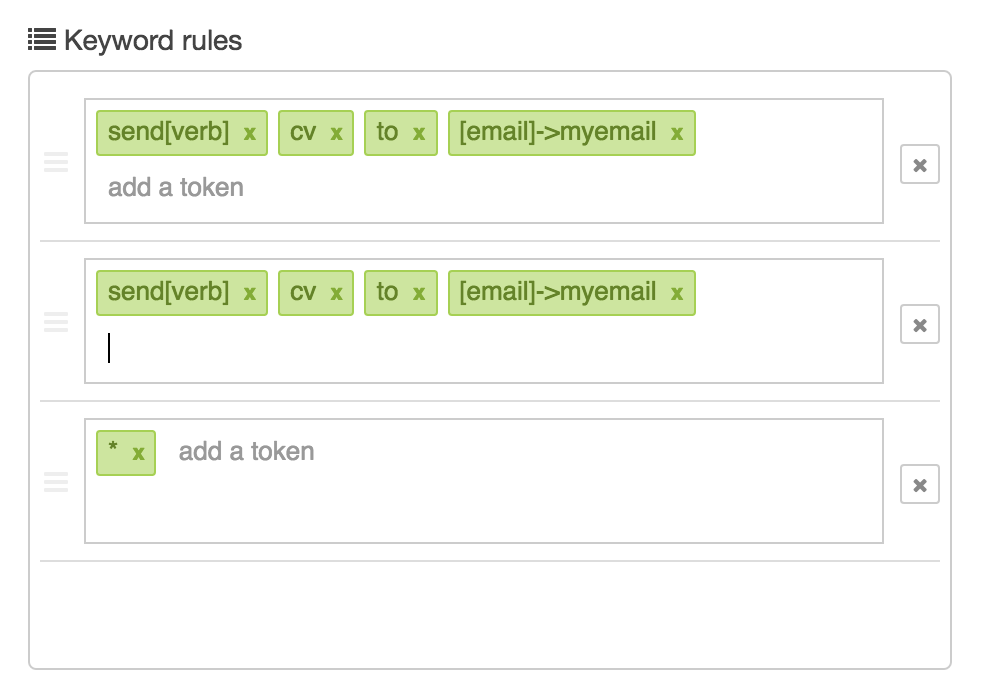 Keyword rules
send[verb] x cv x to x [email]->myemail x
add a token
send[verb] x cv x to x [email]->myemail x
* x add a token